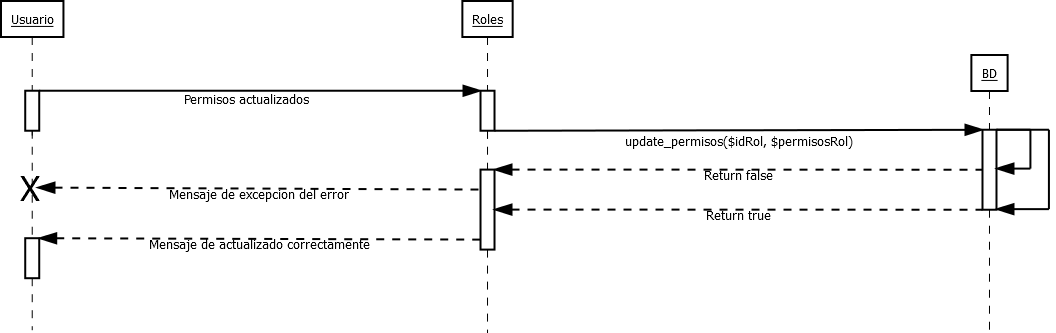 Usuario
Roles
BD
Permisos actualizados
update_permisos($idRol, $permisosRol)
Return false
Mensaje de excepcion del error
Return true
Mensaje de actualizado correctamente